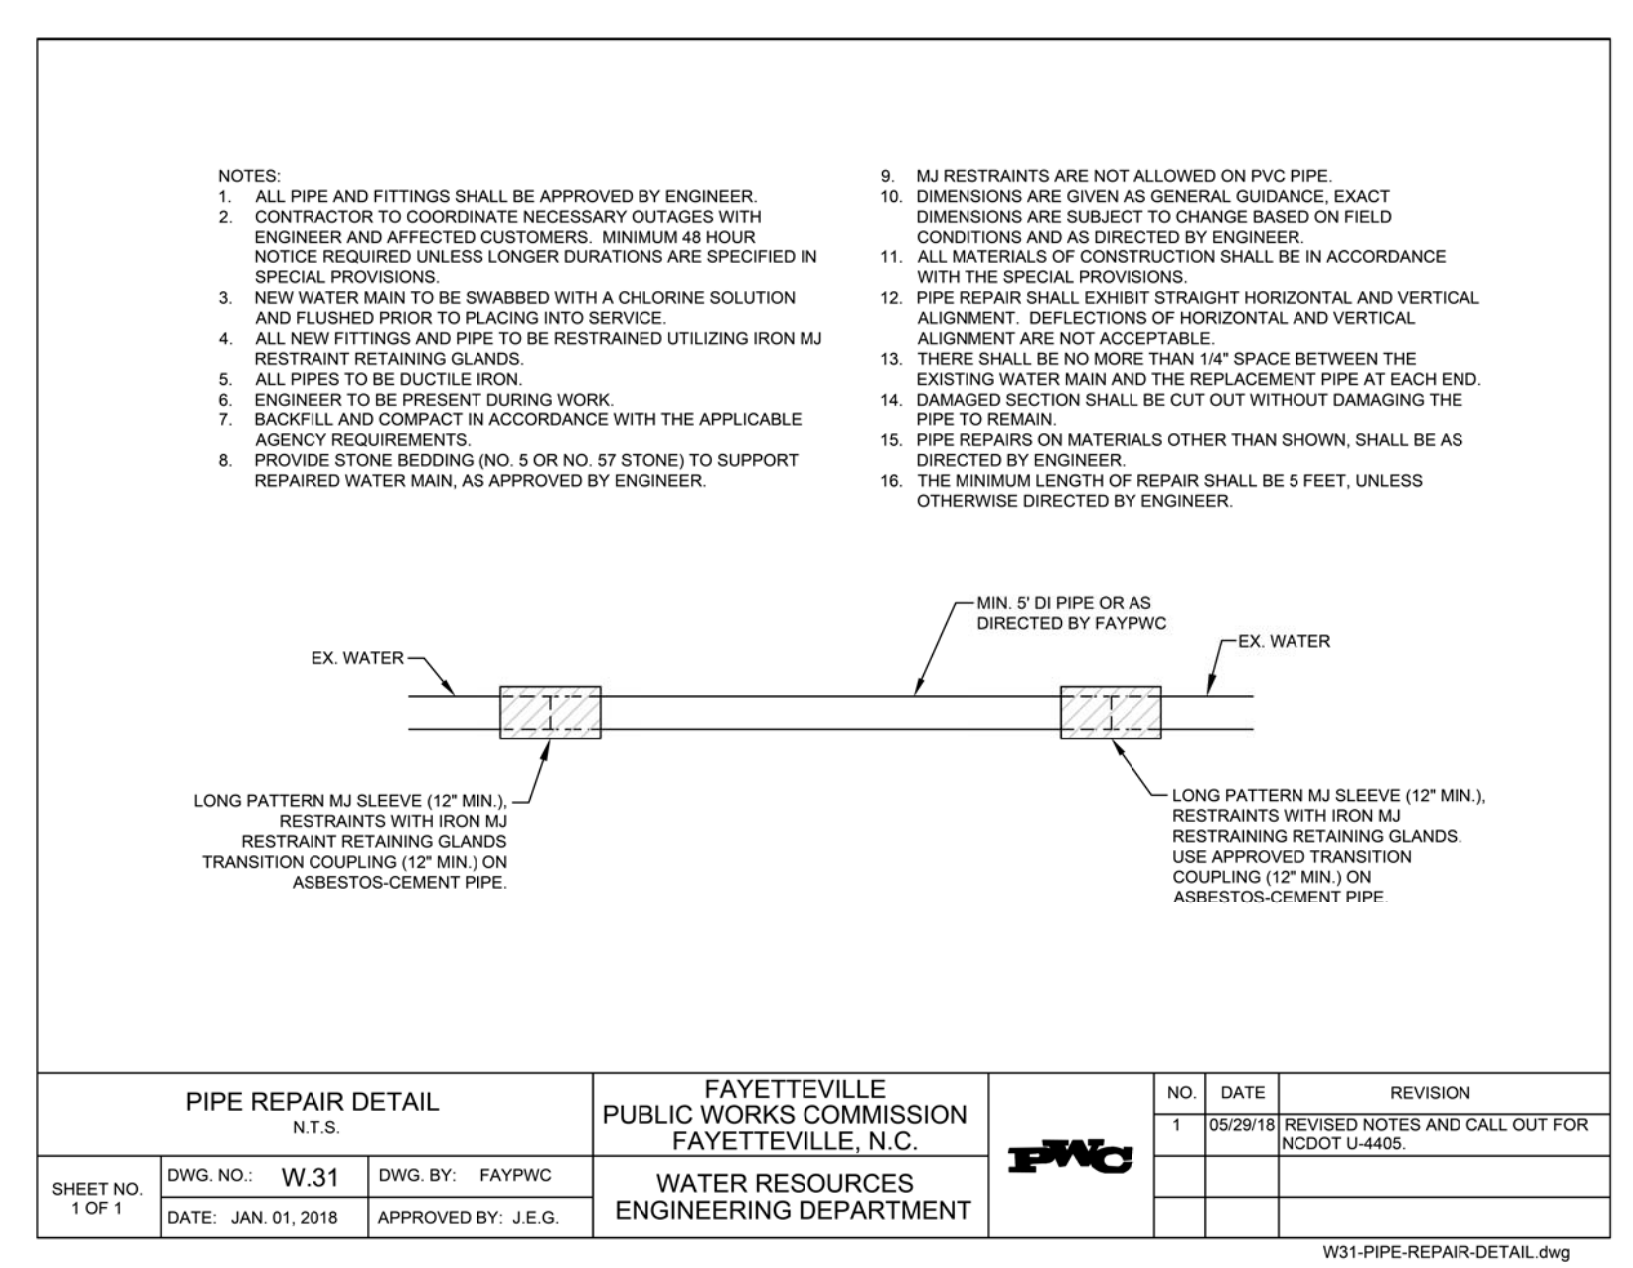 NOTES:
1. ALL PIPE AND FITTINGS SHALL BE APPROVED BY ENGINEER.
2. CONTRACTOR TO COORDINATE NECESSARY OUTAGES WITH
ENGINEER AND AFFECTED CUSTOMERS. MINIMUM 48 HOUR
NOTICE REQUIRED UNLESS LONGER DURATIONS ARE SPECIFIED IN
SPECIAL PROVISIONS.
3. NEW WATER MAIN TO BE SWABBED WITH A CHLORINE SOLUTION
AND FLUSHED PRIOR TO PLACING INTO SERVICE.
4. ALL NEW FITTINGS AND PIPE TO BE RESTRAINED UTILIZING IRON MJ
RESTRAINT RETAINING GLANDS.
5. ALL PIPES TO BE DUCTILE IRON.
6. ENGINEER TO BE PRESENT DURING WORK.
7. BACKFILL AND COMPACT IN ACCORDANCE WITH THE APPLICABLE
AGENCY REQUIREMENTS.
8. PROVIDE STONE BEDDING (NO. 5 OR NO. 57 STONE) TO SUPPORT
REPAIRED WATER MAIN, AS APPROVED BY ENGINEER.
9. MJ RESTRAINTS ARE NOT ALLOWED ON PVC PIPE.
10. DIMENSIONS ARE GIVEN AS GENERAL GUIDANCE, EXACT
DIMENSIONS ARE SUBJECT TO CHANGE BASED ON FIELD
CONDITIONS AND AS DIRECTED BY ENGINEER.
11. ALL MATERIALS OF CONSTRUCTION SHALL BE IN ACCORDANCE
WITH THE SPECIAL PROVISIONS.
12. PIPE REPAIR SHALL EXHIBIT STRAIGHT HORIZONTAL AND VERTICAL
ALIGNMENT. DEFLECTIONS OF HORIZONTAL AND VERTICAL
ALIGNMENT ARE NOT ACCEPTABLE.
13. THERE SHALL BE NO MORE THAN 1/4" SPACE BETWEEN THE
EXISTING WATER MAIN AND THE REPLACEMENT PIPE AT EACH END.
14. DAMAGED SECTION SHALL BE CUT OUT WITHOUT DAMAGING THE
PIPE TO REMAIN.
15. PIPE REPAIRS ON MATERIALS OTHER THAN SHOWN, SHALL BE AS
DIRECTED BY ENGINEER.
16. THE MINIMUM LENGTH OF REPAIR SHALL BE 5 FEET, UNLESS
OTHERWISE DIRECTED BY ENGINEER.
MIN. 5' DI PIPE OR AS
DIRECTED BY FAYPWC
EX. WATER
EX. WATER
LONG PATTERN MJ SLEEVE (12" MIN.),
RESTRAINTS WITH IRON MJ
RESTRAINT RETAINING GLANDS
TRANSITION COUPLING (12" MIN.) ON
ASBESTOS-CEMENT PIPE.
LONG PATTERN MJ SLEEVE (12" MIN.),
RESTRAINTS WITH IRON MJ
RESTRAINING RETAINING GLANDS.
USE APPROVED TRANSITION
COUPLING (12" MIN.) ON
ASBESTOS-CEMENT PIPE.
PIPE REPAIR DETAIL
N.T.S.
SHEET NO.
1 OF 1
DWG. NO.: W.31
DWG. BY: FAYPWC
DATE: JAN. 01, 2018
APPROVED BY: J.E.G.
FAYETTEVILLE
PUBLIC WORKS COMMISSION
FAYETTEVILLE, N.C.
WATER RESOURCES
ENGINEERING DEPARTMENT
PWC
NO. DATE REVISION
1 05/29/18 REVISED NOTES AND CALL OUT FOR
NCDOT U-4405.
W31-PIPE-REPAIR-DETAIL.dwg